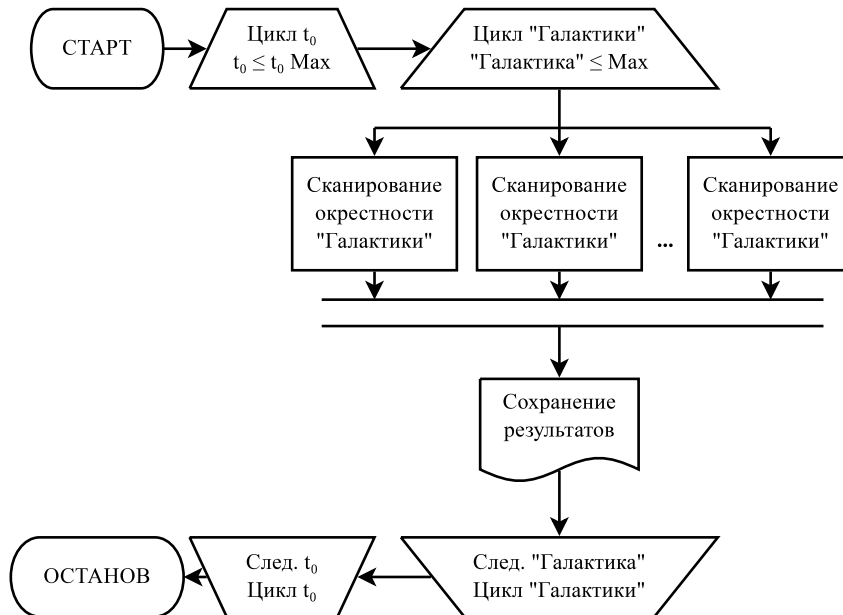 СТАРТ
Цикл t₀
t₀ ≤ t₀ Max
Цикл "Галактики"
"Галактика" ≤ Max
Сканирование
окрестности
"Галактики"
Сканирование
окрестности
"Галактики"
...
Сканирование
окрестности
"Галактики"
Сохранение
результатов
След. "Галактика"
Цикл "Галактики"
След. t₀
Цикл t₀
ОСТАНОВ